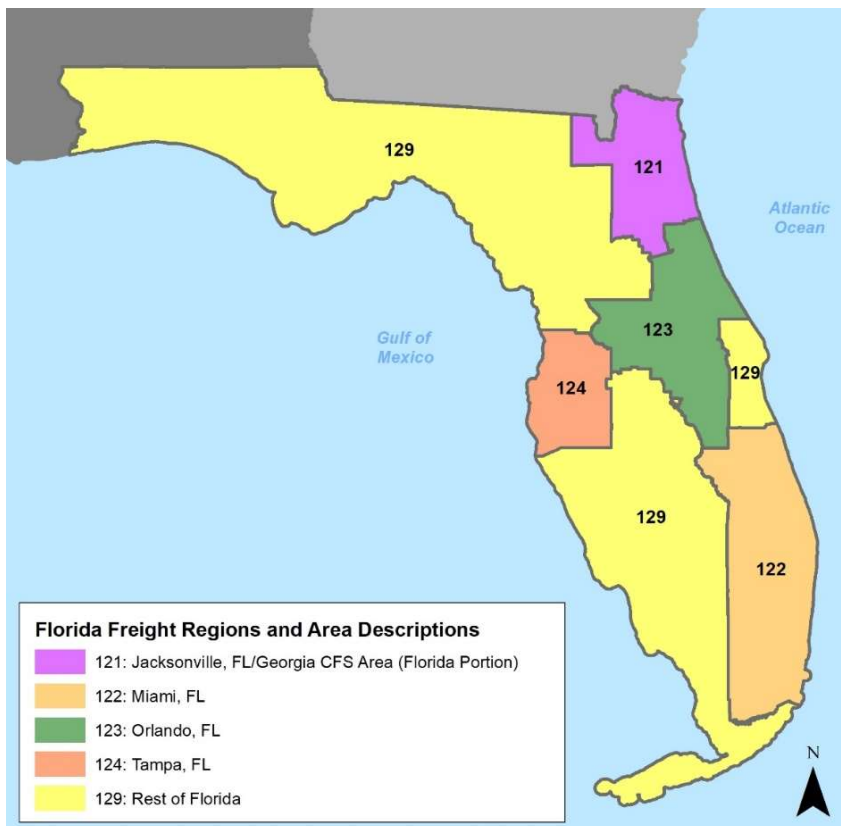 129
121
Atlantic
Ocean
Gulf of
Mexico
123
129
124
129
122
Florida Freight Regions and Area Descriptions
121: Jacksonville, FL/Georgia CFS Area (Florida Portion)
122: Miami, FL
123: Orlando, FL
124: Tampa, FL
129: Rest of Florida
N